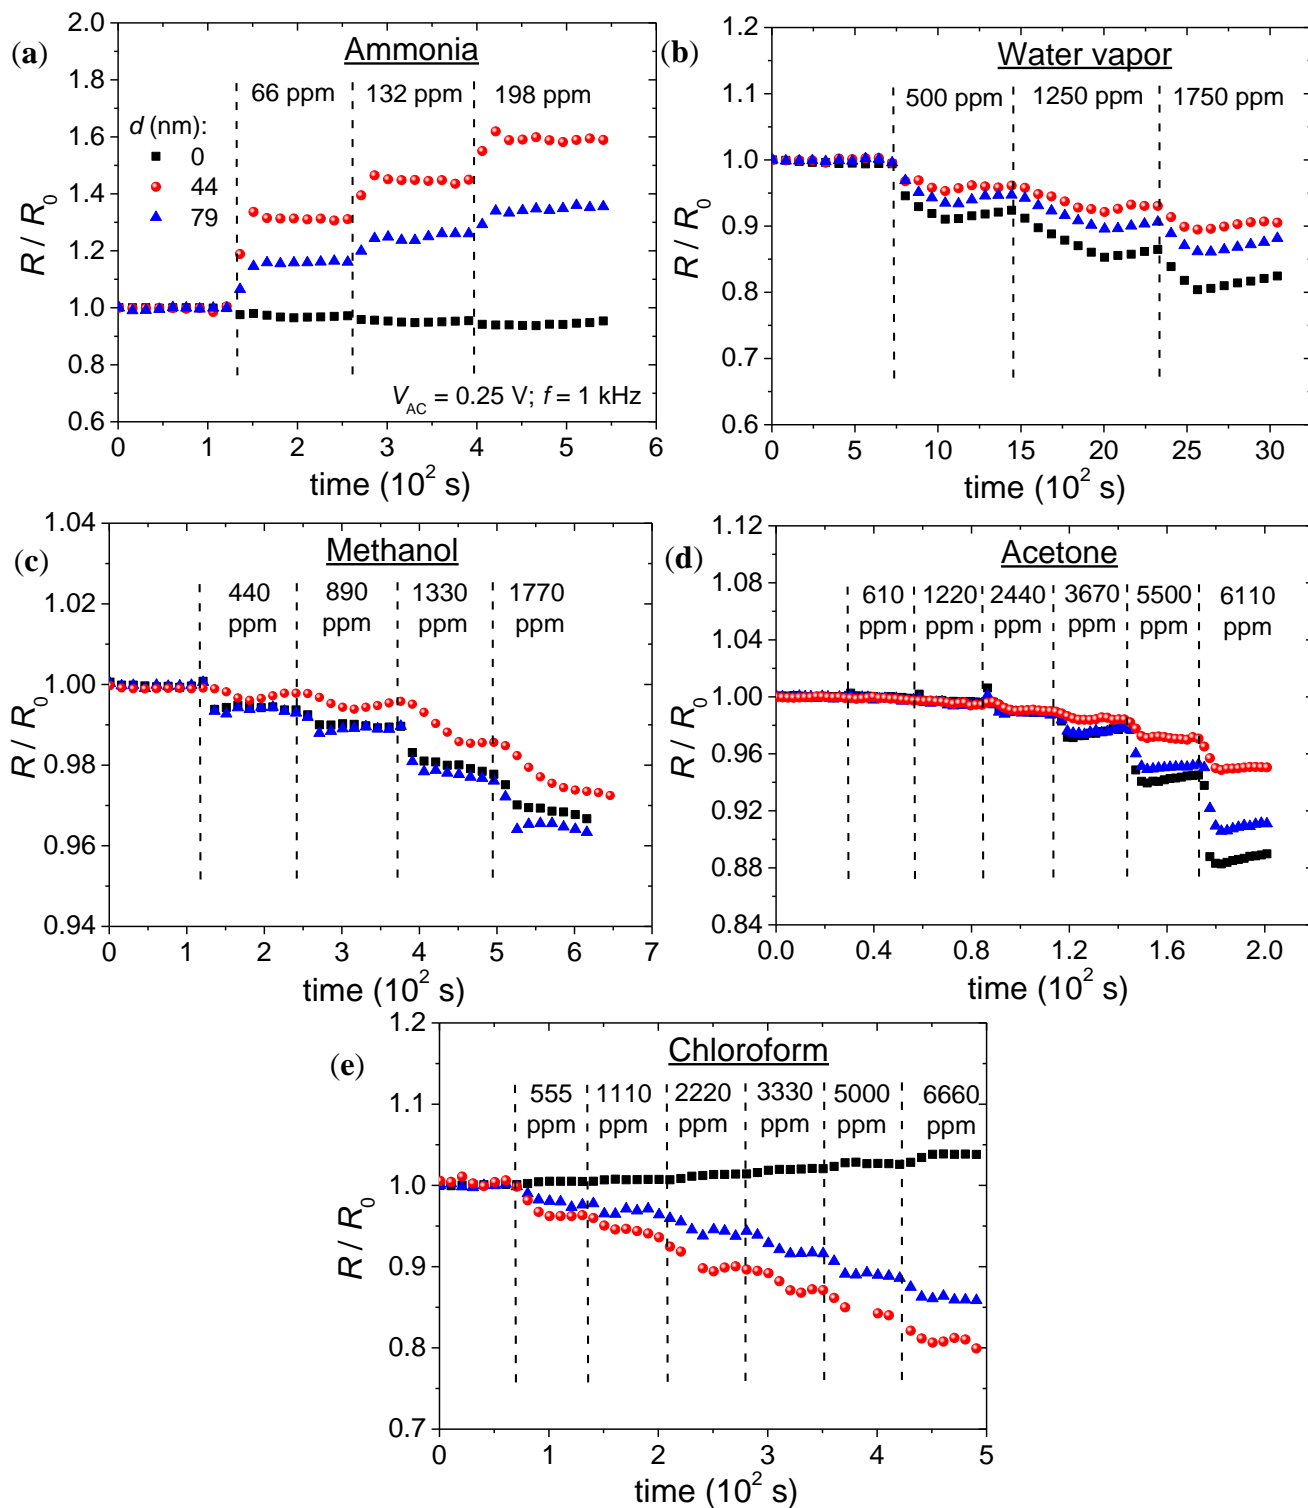 (a)
Ammonia
66 ppm 132 ppm 198 ppm
d (nm):
0
44
79
V_AC = 0.25 V; f = 1 kHz
R / R_0
2.0
1.8
1.6
1.4
1.2
1.0
0.8
0.6
0 1 2 3 4 5 6
time (10^2 s)
(b)
Water vapor
500 ppm 1250 ppm 1750 ppm
R / R_0
1.2
1.1
1.0
0.9
0.8
0.7
0.6
0 5 10 15 20 25 30
time (10^2 s)
(c)
Methanol
440 890 1330 1770
ppm ppm ppm ppm
R / R_0
1.04
1.02
1.00
0.98
0.96
0.94
0 1 2 3 4 5 6 7
time (10^2 s)
(d)
Acetone
610 1220 2440 3670 5500 6110
ppm ppm ppm ppm ppm ppm
R / R_0
1.12
1.08
1.04
1.00
0.96
0.92
0.88
0.84
0.0 0.4 0.8 1.2 1.6 2.0
time (10^2 s)
(e)
Chloroform
555 1110 2220 3330 5000 6660
ppm ppm ppm ppm ppm ppm
R / R_0
1.2
1.1
1.0
0.9
0.8
0.7
0 1 2 3 4 5
time (10^2 s)